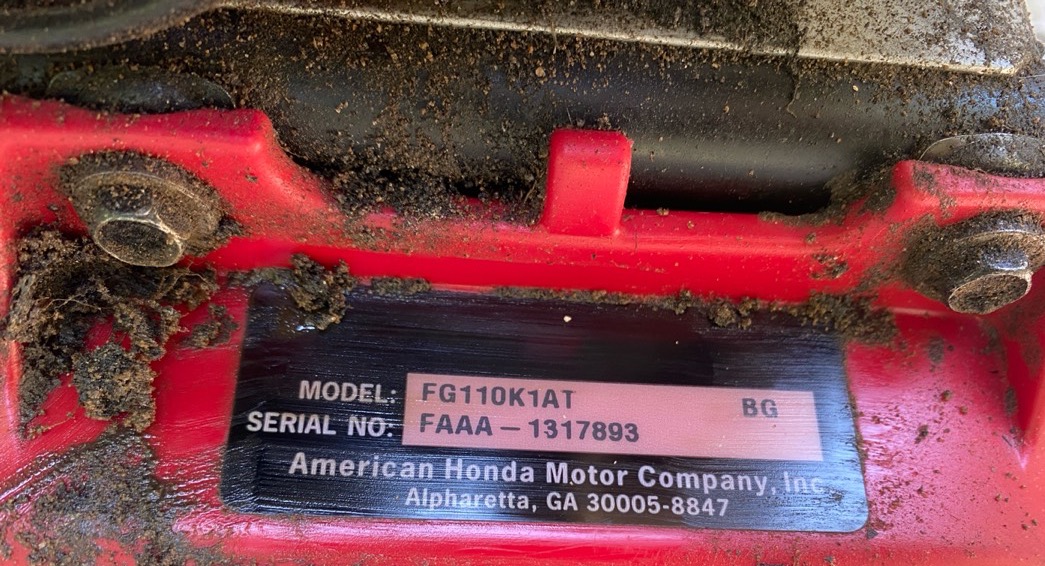 MODEL: FG110K1AT BG
SERIAL NO: FAAA – 1317893
American Honda Motor Company, Inc
Alpharetta, GA 30005-8847